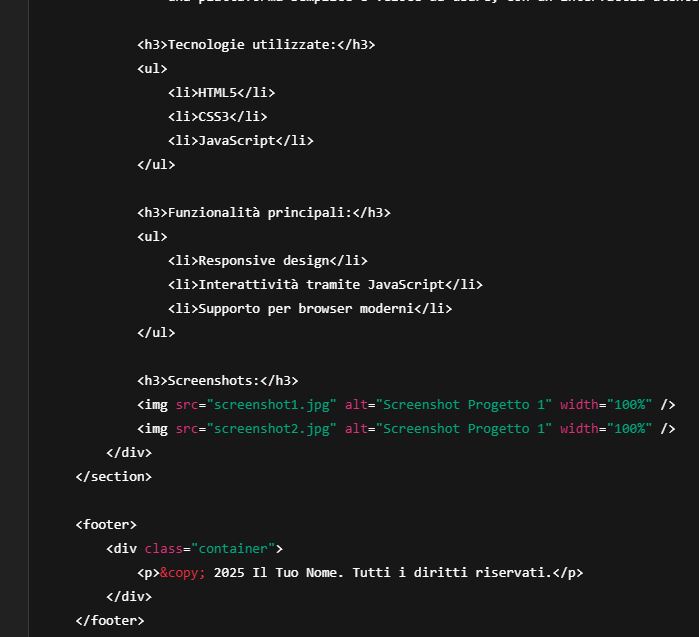 <h3>Tecnologie utilizzate:</h3>
<ul>
<li>HTML5</li>
<li>CSS3</li>
<li>JavaScript</li>
</ul>
<h3>Funzionalità principali:</h3>
<ul>
<li>Responsive design</li>
<li>Interattività tramite JavaScript</li>
<li>Supporto per browser moderni</li>
</ul>
<h3>Screenshots:</h3>
<img src="screenshot1.jpg" alt="Screenshot Progetto 1" width="100%" />
<img src="screenshot2.jpg" alt="Screenshot Progetto 1" width="100%" />
</div>
</section>
<footer>
<div class="container">
<p>&copy; 2025 Il Tuo Nome. Tutti i diritti riservati.</p>
</div>
</footer>